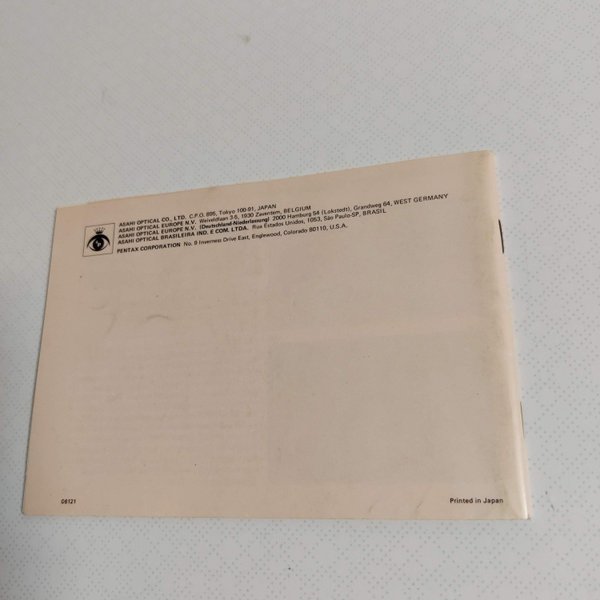 ASAHI OPTICAL CO., LTD. C.P.O. 895, Tokyo 100-91, JAPAN
ASAHI OPTICAL EUROPE N.V. Weiveldlaan 3-5, 1930 Zaventem, BELGIUM
ASAHI OPTICAL EUROPE N.V. (Deutschland-Niederlassung) 2000 Hamburg 54 (Lokstedt), Grandweg 64, WEST GERMANY
ASAHI OPTICAL BRASILEIRA IND. E COM. LTDA. Rua Estados Unidos, 1053, São Paulo-SP, BRASIL
PENTAX CORPORATION No. 9 Inverness Drive East, Englewood, Colorado 80110, U.S.A.
06121
Printed in Japan